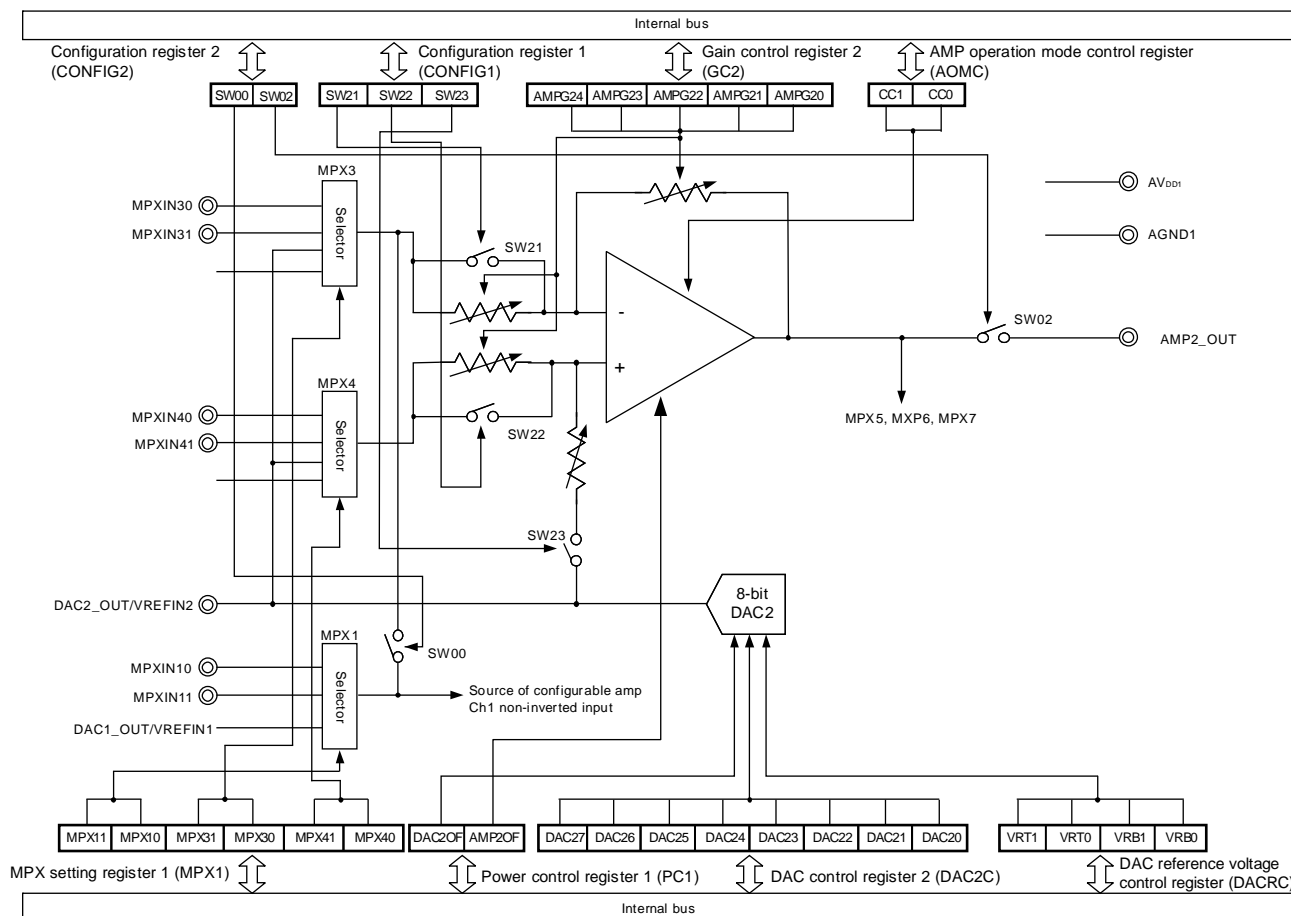 Internal bus
Configuration register 2
(CONFIG2)
Configuration register 1
(CONFIG1)
Gain control register 2
(GC2)
AMP operation mode control register
(AOMC)
SW00 SW02
SW21 SW22 SW23
AMPG24 AMPG23 AMPG22 AMPG21 AMPG20
CC1 CC0
MPX3
Selector
MPXIN30
MPXIN31
SW21
AVDD1
AGND1
-
+
SW02
AMP2_OUT
MPX4
Selector
MPXIN40
MPXIN41
SW22
MPX5, MXP6, MPX7
SW23
DAC2_OUT/VREFIN2
8-bit
DAC2
MPX1
Selector
SW00
MPXIN10
MPXIN11
DAC1_OUT/VREFIN1
Source of configurable amp
Ch1 non-inverted input
MPX11 MPX10 MPX31 MPX30 MPX41 MPX40
DAC2OF AMP2OF
DAC27 DAC26 DAC25 DAC24 DAC23 DAC22 DAC21 DAC20
VRT1 VRT0 VRB1 VRB0
MPX setting register 1 (MPX1)
Power control register 1 (PC1)
DAC control register 2 (DAC2C)
DAC reference voltage
control register (DACRC)
Internal bus